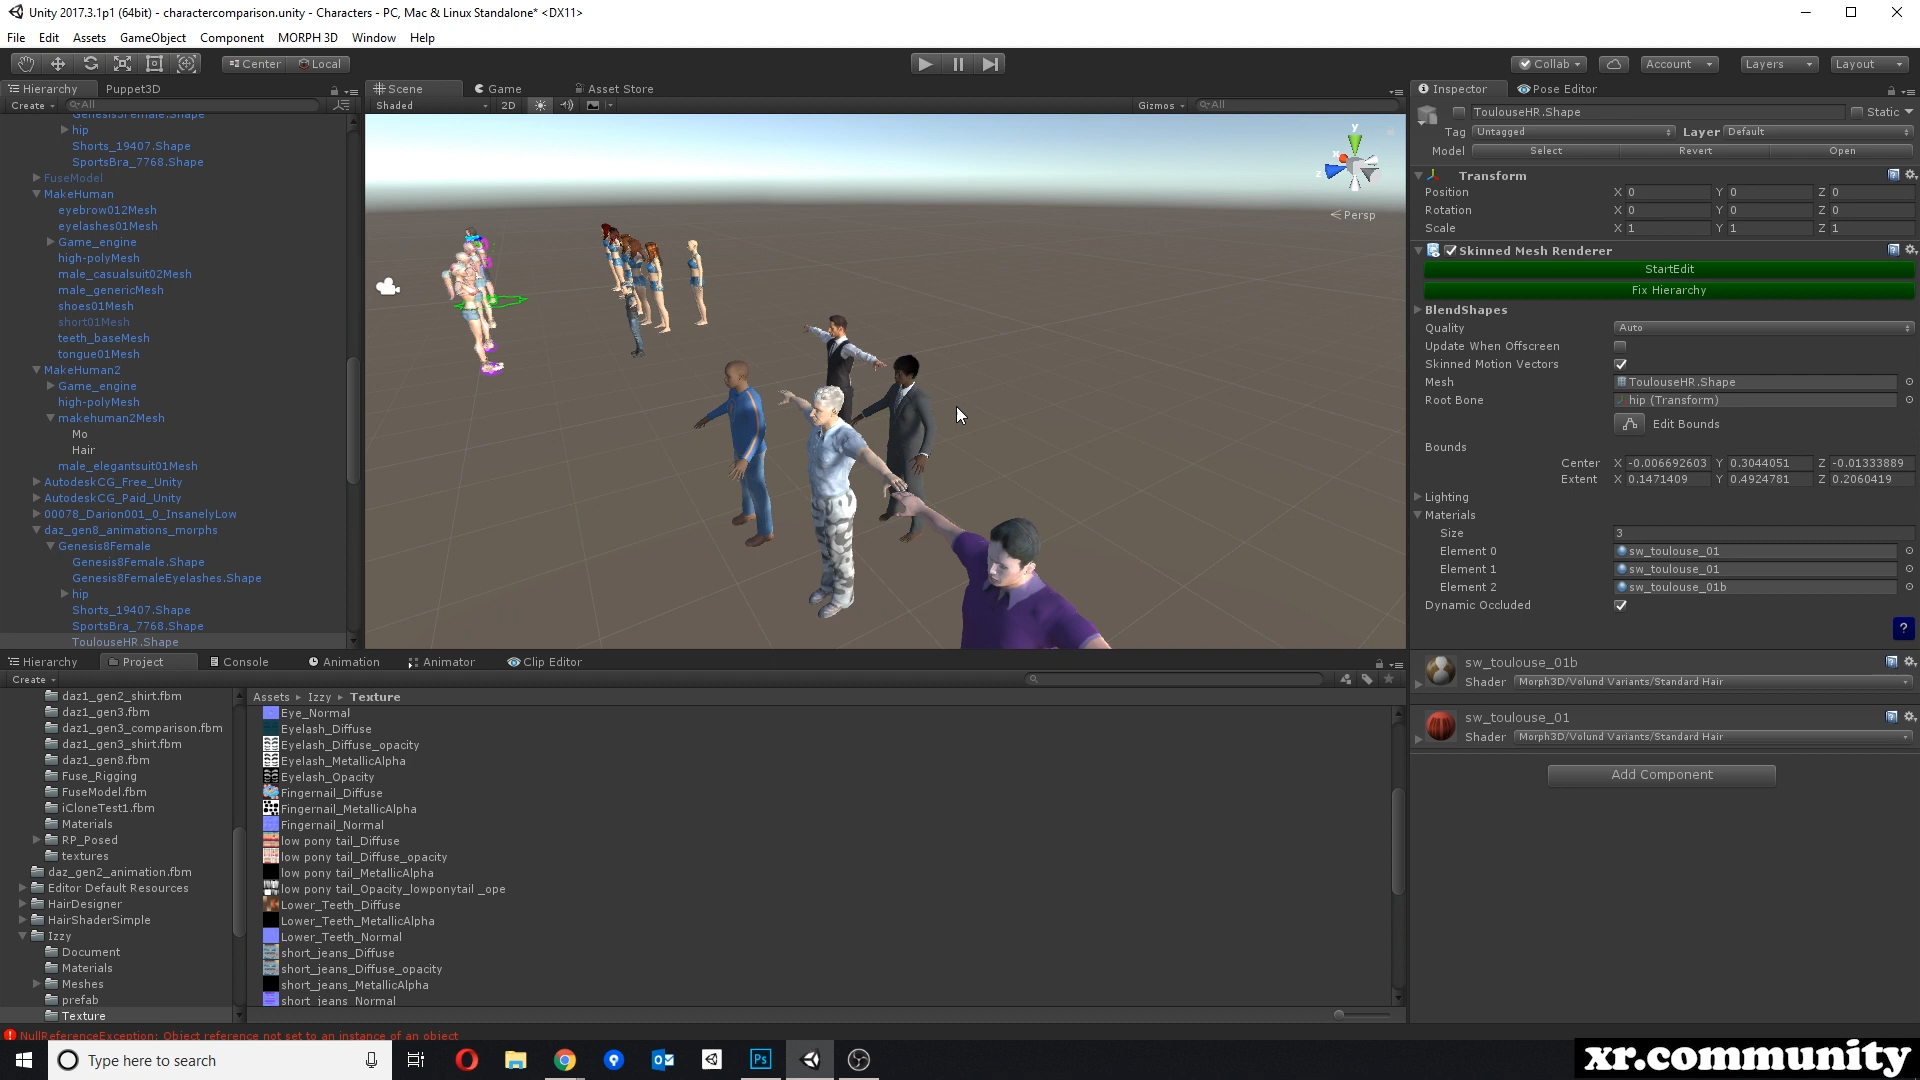 Unity 2017.3.1p1 (64bit) - charactercomparison.unity - Characters - PC, Mac & Linux Standalone* <DX11>
File Edit Assets GameObject Component MORPH 3D Window Help
Center Local Collab Account Layers Layout
Hierarchy Puppet3D
Create All
Genesis3Female.Shape
hip
Shorts_19407.Shape
SportsBra_7768.Shape
FuseModel
MakeHuman
eyebrow012Mesh
eyelashes01Mesh
Game_engine
high-polyMesh
male_casualsuit02Mesh
male_genericMesh
shoes01Mesh
short01Mesh
teeth_baseMesh
tongue01Mesh
MakeHuman2
Game_engine
high-polyMesh
makehuman2Mesh
Mo
Hair
male_elegantsuit01Mesh
AutodeskCG_Free_Unity
AutodeskCG_Paid_Unity
00078_Darion001_0_InsanelyLow
daz_gen8_animations_morphs
Genesis8Female
Genesis8Female.Shape
Genesis8FemaleEyelashes.Shape
hip
Shorts_19407.Shape
SportsBra_7768.Shape
ToulouseHR.Shape
Scene Game Asset Store
Shaded 2D Gizmos All
y
x
z
Persp
Inspector Pose Editor
ToulouseHR.Shape Static
Tag Untagged Layer Default
Model Select Revert Open
Transform
Position X 0 Y 0 Z 0
Rotation X 0 Y 0 Z 0
Scale X 1 Y 1 Z 1
Skinned Mesh Renderer
StartEdit
Fix Hierarchy
BlendShapes
Quality Auto
Update When Offscreen
Skinned Motion Vectors
Mesh ToulouseHR.Shape
Root Bone hip (Transform)
Edit Bounds
Bounds
Center X -0.006692603 Y 0.3044051 Z -0.01333889
Extent X 0.1471409 Y 0.4924781 Z 0.2060419
Lighting
Materials
Size 3
Element 0 sw_toulouse_01
Element 1 sw_toulouse_01
Element 2 sw_toulouse_01b
Dynamic Occluded
?
sw_toulouse_01b
Shader Morph3D/Volund Variants/Standard Hair
sw_toulouse_01
Shader Morph3D/Volund Variants/Standard Hair
Add Component
Hierarchy Project Console Animation Animator Clip Editor
Create
daz1_gen2_shirt.fbm
daz1_gen3.fbm
daz1_gen3_comparison.fbm
daz1_gen3_shirt.fbm
daz1_gen8.fbm
Fuse_Rigging
FuseModel.fbm
iCloneTest1.fbm
Materials
RP_Posed
textures
daz_gen2_animation.fbm
Editor Default Resources
HairDesigner
HairShaderSimple
Izzy
Document
Materials
Meshes
prefab
Texture
Assets Izzy Texture
Eye_Normal
Eyelash_Diffuse
Eyelash_Diffuse_opacity
Eyelash_MetallicAlpha
Eyelash_Opacity
Fingernail_Diffuse
Fingernail_MetallicAlpha
Fingernail_Normal
low pony tail_Diffuse
low pony tail_Diffuse_opacity
low pony tail_MetallicAlpha
low pony tail_Opacity_lowponytail _ope
Lower_Teeth_Diffuse
Lower_Teeth_MetallicAlpha
Lower_Teeth_Normal
short_jeans_Diffuse
short_jeans_Diffuse_opacity
short_jeans_MetallicAlpha
short_jeans_Normal
NullReferenceException: Object reference not set to an instance of an object
Type here to search
Ps
xr.community